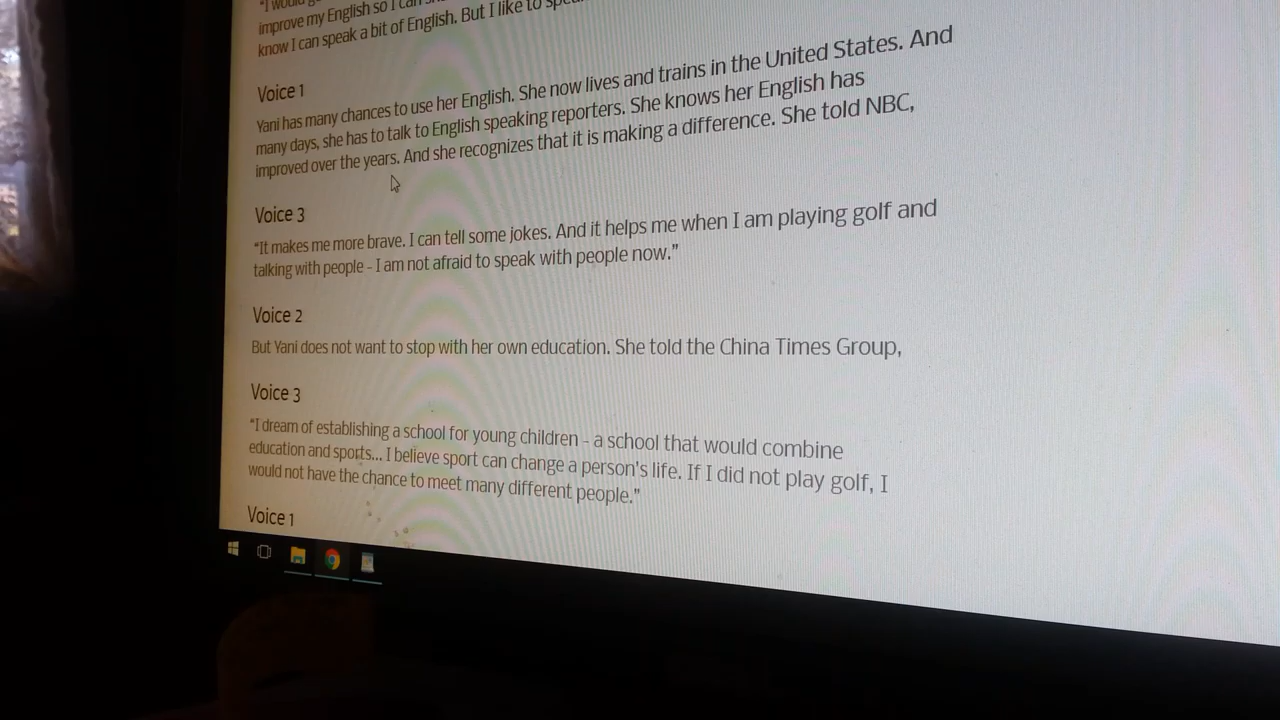 "I would
improve my English so I can
know I can speak a bit of English. But I like to
Voice 1
Yani has many chances to use her English. She now lives and trains in the United States. And
many days, she has to talk to English speaking reporters. She knows her English has
improved over the years. And she recognizes that it is making a difference. She told NBC,
Voice 3
“It makes me more brave. I can tell some jokes. And it helps me when I am playing golf and
talking with people - I am not afraid to speak with people now.”
Voice 2
But Yani does not want to stop with her own education. She told the China Times Group,
Voice 3
“I dream of establishing a school for young children - a school that would combine
education and sports... I believe sport can change a person's life. If I did not play golf, I
would not have the chance to meet many different people.”
Voice 1